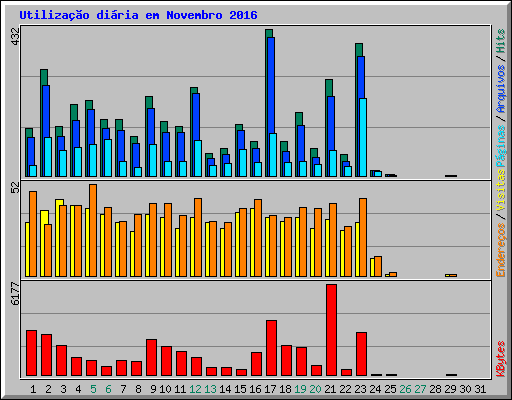 Utilização diária em Novembro 2016
432
52
6177
KBytes
Endereços / Visitas
Páginas / Arquivos / Hits
1 2 3 4 5 6 7 8 9 10 11 12 13 14 15 16 17 18 19 20 21 22 23 24 25 26 27 28 29 30 31